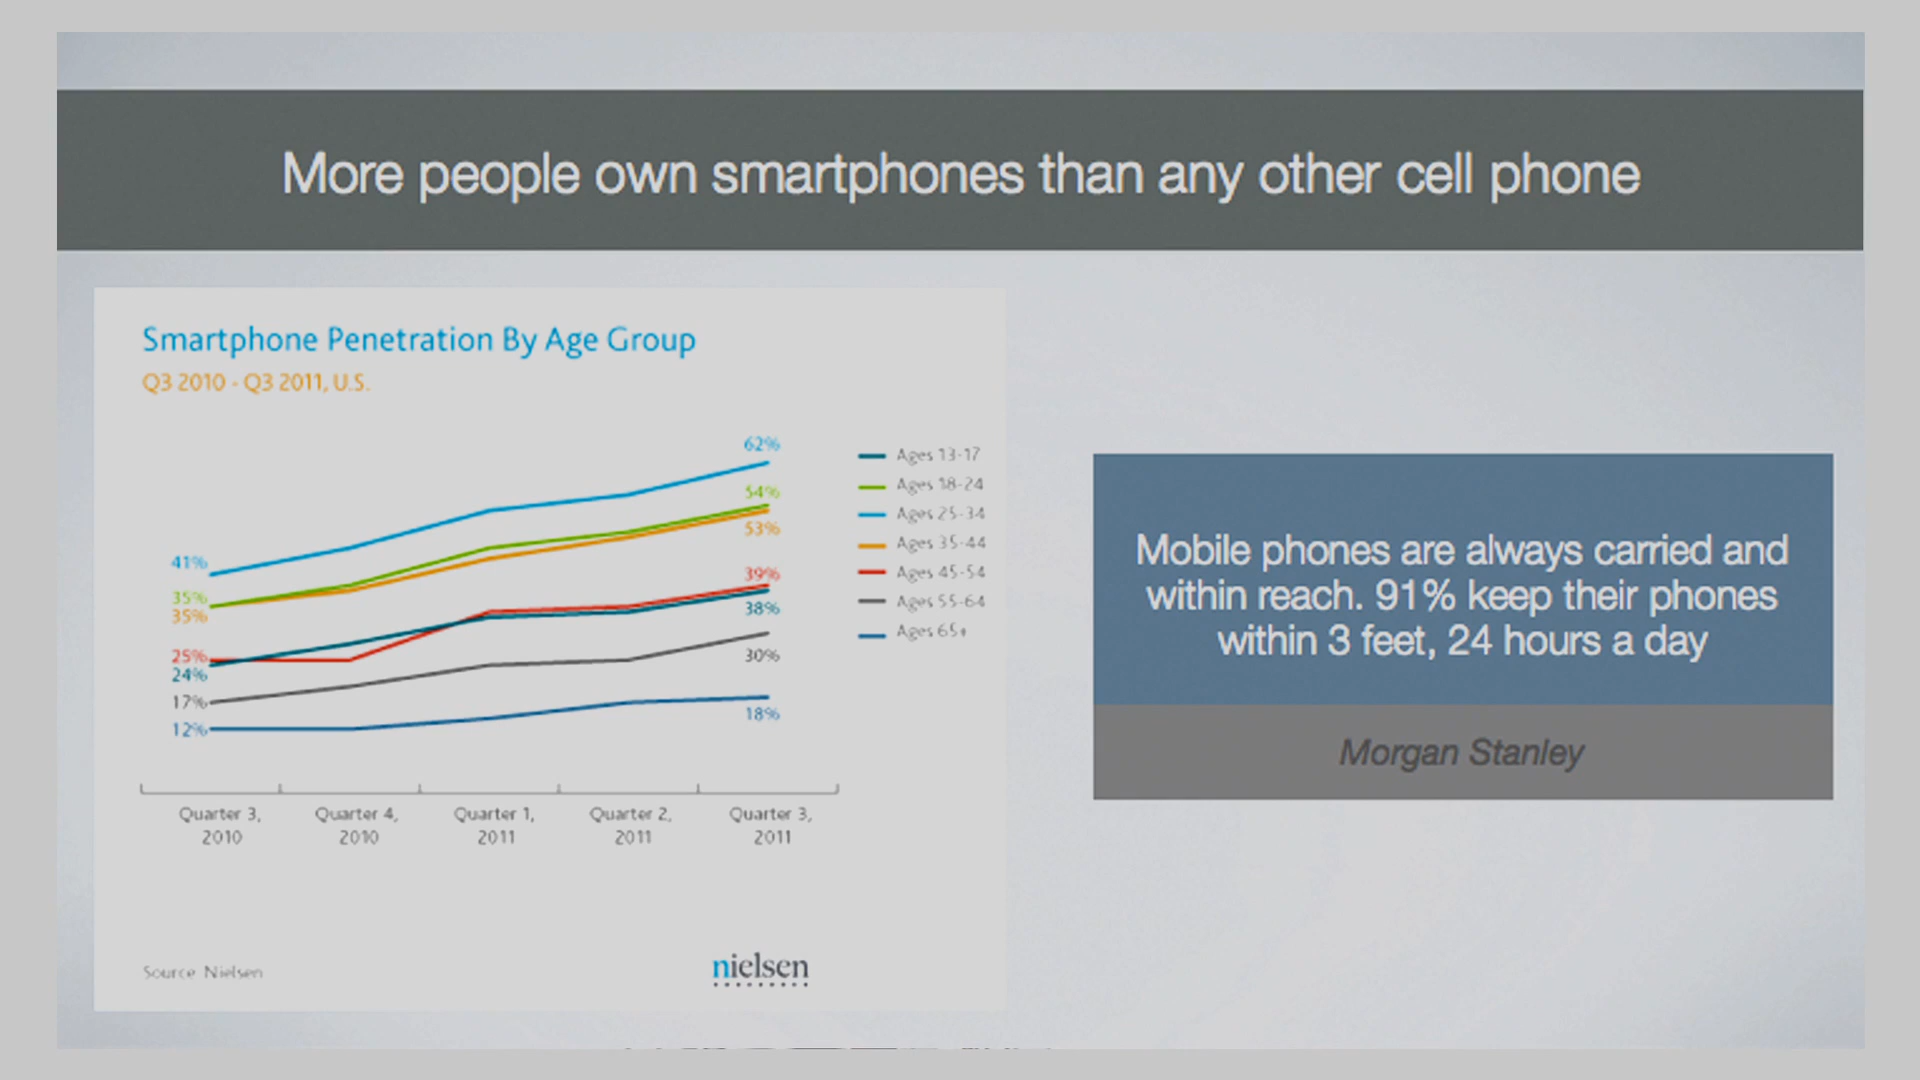 More people own smartphones than any other cell phone
Smartphone Penetration By Age Group
Q3 2010 - Q3 2011, U.S.
62%
54%
53%
41%
35%
35%
39%
38%
25%
24%
30%
17%
12%
18%
Ages 13-17
Ages 18-24
Ages 25-34
Ages 35-44
Ages 45-54
Ages 55-64
Ages 65+
Quarter 3,
2010
Quarter 4,
2010
Quarter 1,
2011
Quarter 2,
2011
Quarter 3,
2011
Source Nielsen
nielsen
Mobile phones are always carried and
within reach. 91% keep their phones
within 3 feet, 24 hours a day
Morgan Stanley